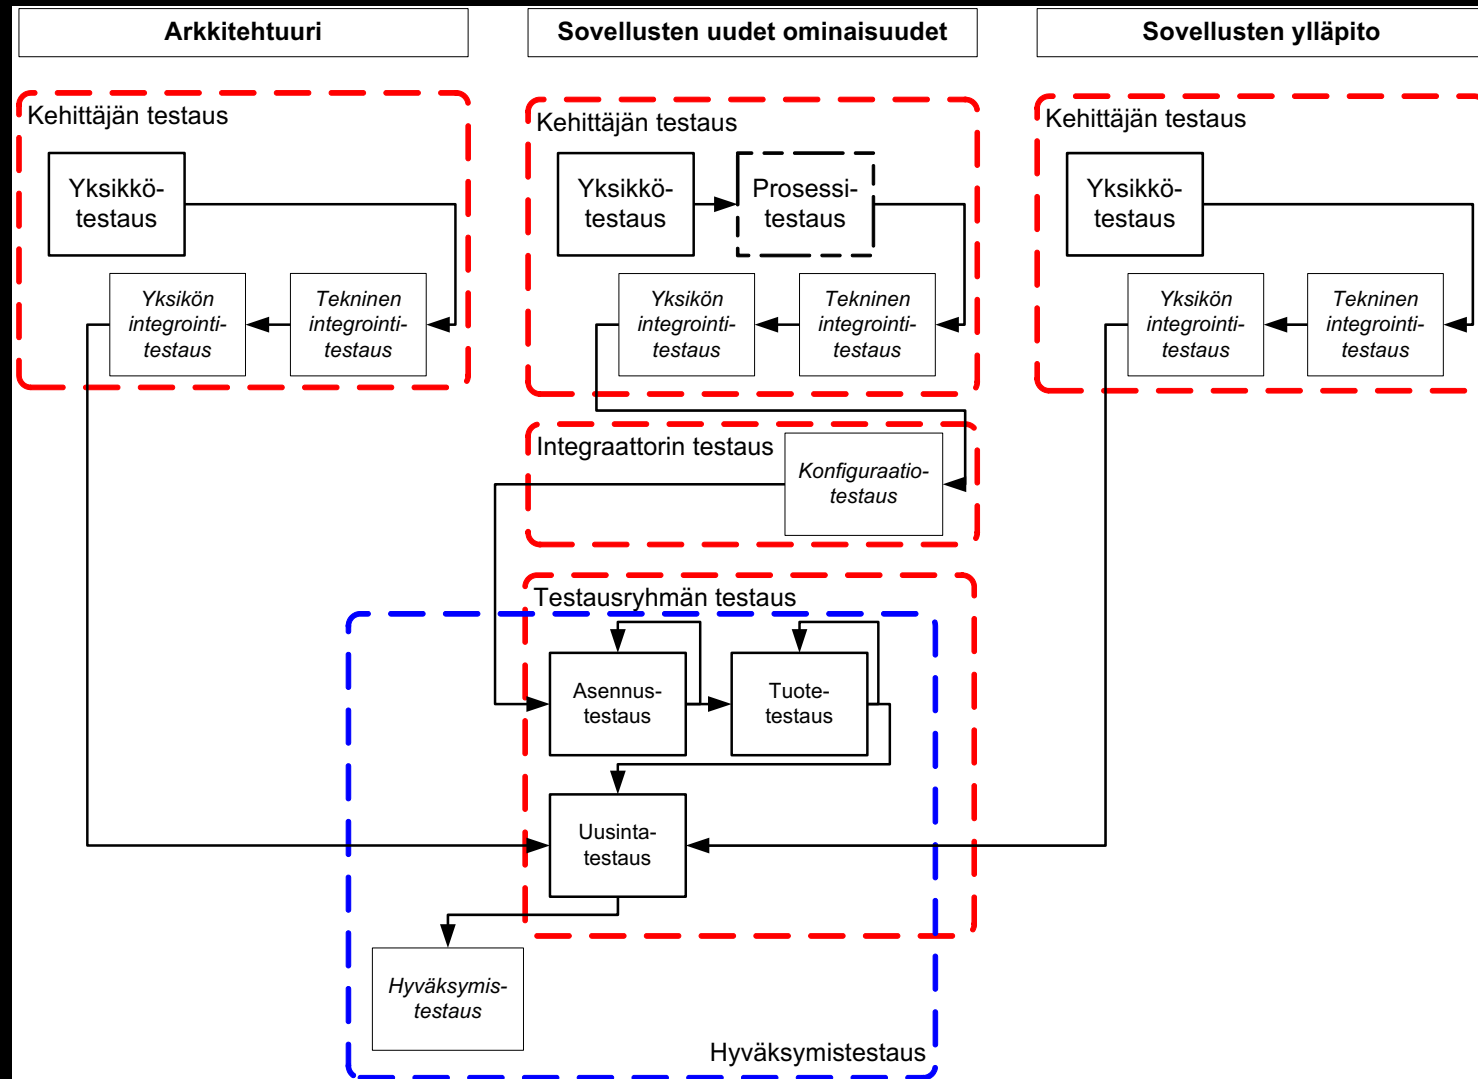 Arkkitehtuuri
Sovellusten uudet ominaisuudet
Sovellusten ylläpito
Kehittäjän testaus
Yksikkö-
testaus
Yksikön
integrointi-
testaus
Tekninen
integrointi-
testaus
Kehittäjän testaus
Yksikkö-
testaus
Prosessi-
testaus
Yksikön
integrointi-
testaus
Tekninen
integrointi-
testaus
Kehittäjän testaus
Yksikkö-
testaus
Yksikön
integrointi-
testaus
Tekninen
integrointi-
testaus
Integraattorin testaus
Konfiguraatio-
testaus
Testausryhmän testaus
Asennus-
testaus
Tuote-
testaus
Uusinta-
testaus
Hyväksymis-
testaus
Hyväksymistestaus